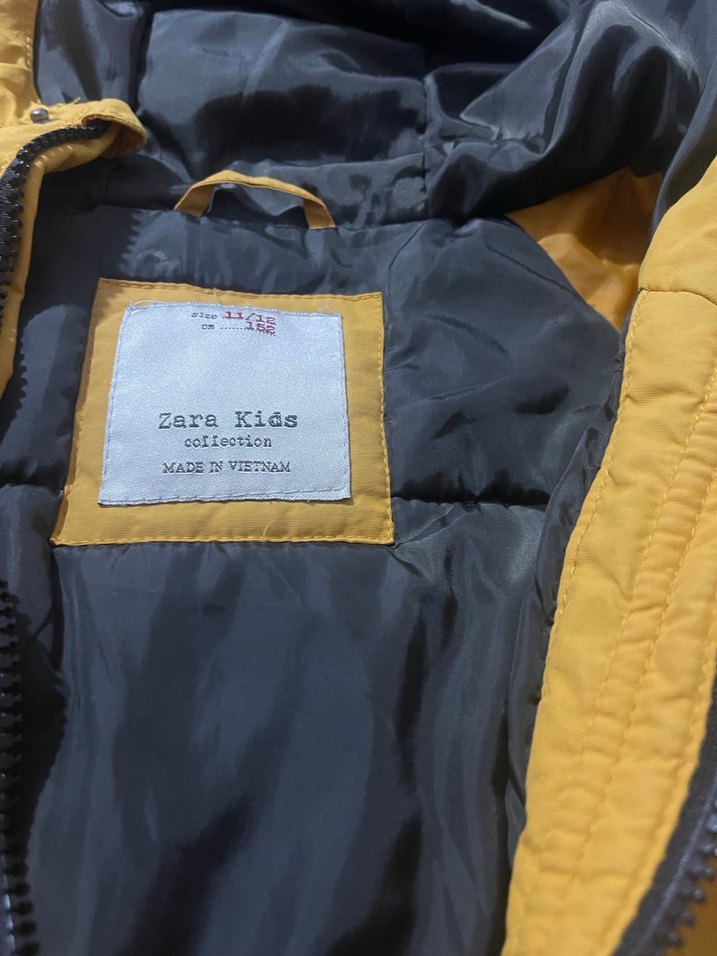 size 11/12
cm 152
Zara Kids
collection
MADE IN VIETNAM